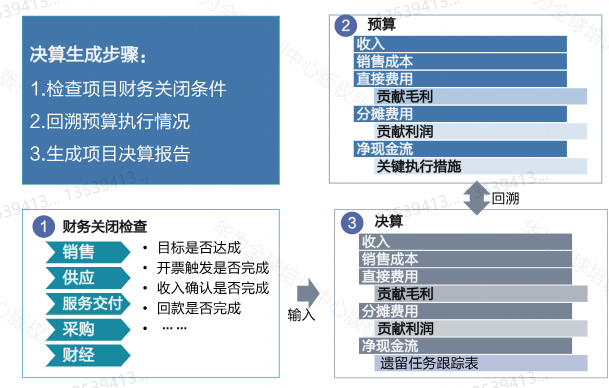 决算生成步骤：
1.检查项目财务关闭条件
2.回溯预算执行情况
3.生成项目决算报告
2 预算
收入
销售成本
直接费用
贡献毛利
分摊费用
贡献利润
净现金流
关键执行措施
回溯
1 财务关闭检查
销售
供应
服务交付
采购
财经
• 目标是否达成
• 开票触发是否完成
• 收入确认是否完成
• 回款是否完成
• ……
输入
3 决算
收入
销售成本
直接费用
贡献毛利
分摊费用
贡献利润
净现金流
遗留任务跟踪表